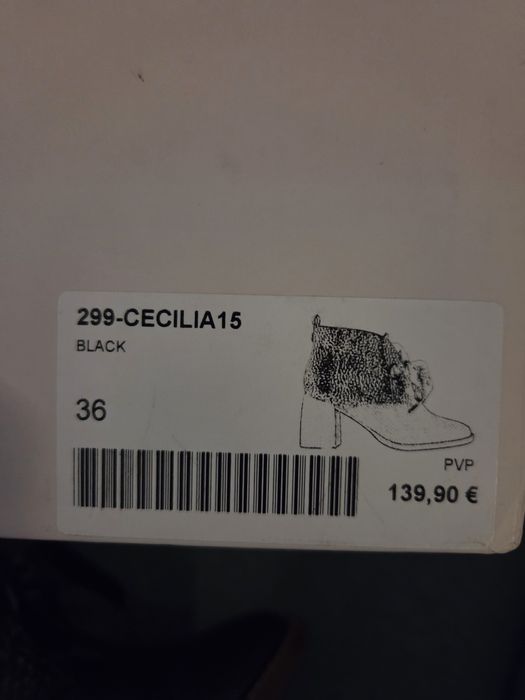 299-CECILIA15
BLACK
36
PVP
139,90 €